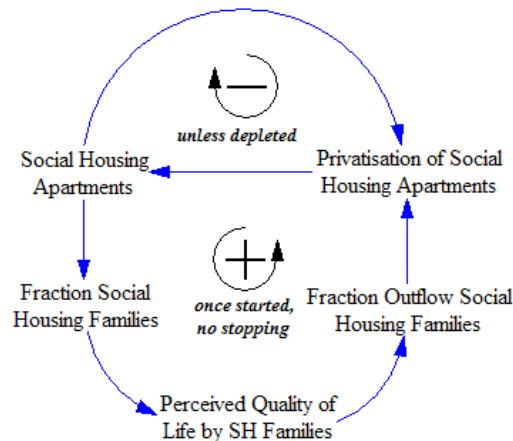 unless depleted
Social Housing
Apartments
Privatisation of Social
Housing Apartments
Fraction Social
Housing Families
once started,
no stopping
Fraction Outflow Social
Housing Families
Perceived Quality of
Life by SH Families